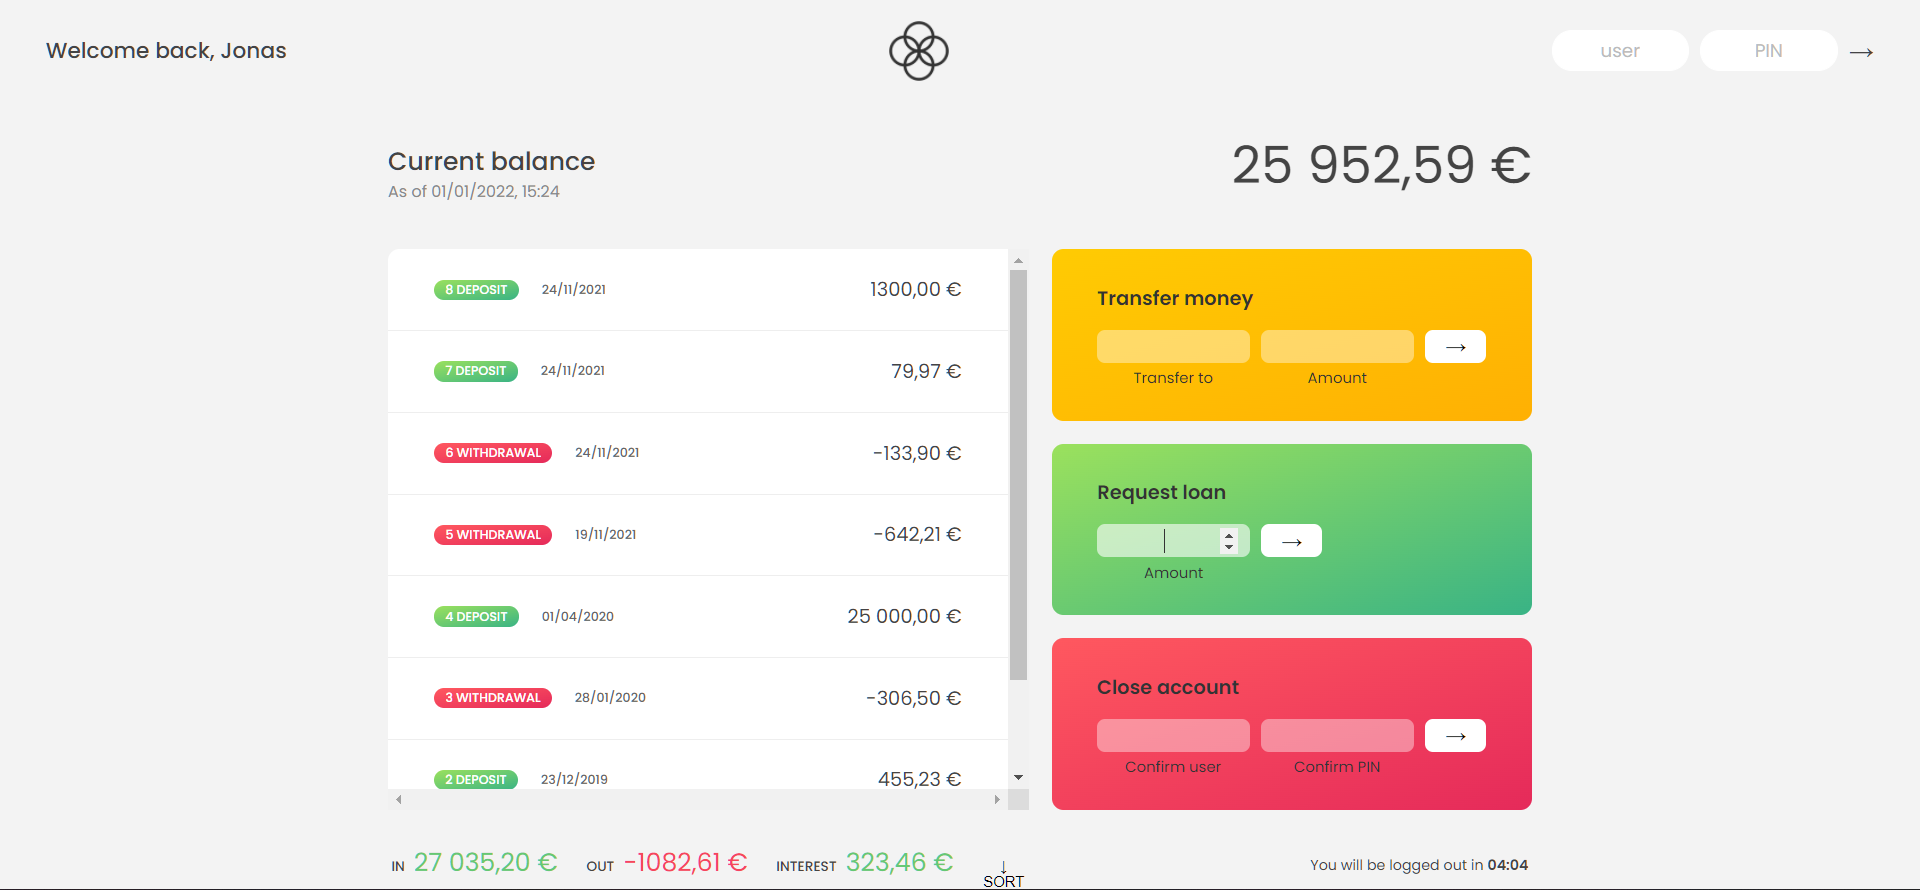 Welcome back, Jonas
user
PIN
→
Current balance
As of 01/01/2022, 15:24
25 952,59 €
8 DEPOSIT 24/11/2021 1300,00 €
7 DEPOSIT 24/11/2021 79,97 €
6 WITHDRAWAL 24/11/2021 -133,90 €
5 WITHDRAWAL 19/11/2021 -642,21 €
4 DEPOSIT 01/04/2020 25 000,00 €
3 WITHDRAWAL 28/01/2020 -306,50 €
2 DEPOSIT 23/12/2019 455,23 €
Transfer money
→
Transfer to Amount
Request loan
→
Amount
Close account
→
Confirm user Confirm PIN
IN 27 035,20 € OUT -1082,61 € INTEREST 323,46 €
↓
SORT
You will be logged out in 04:04